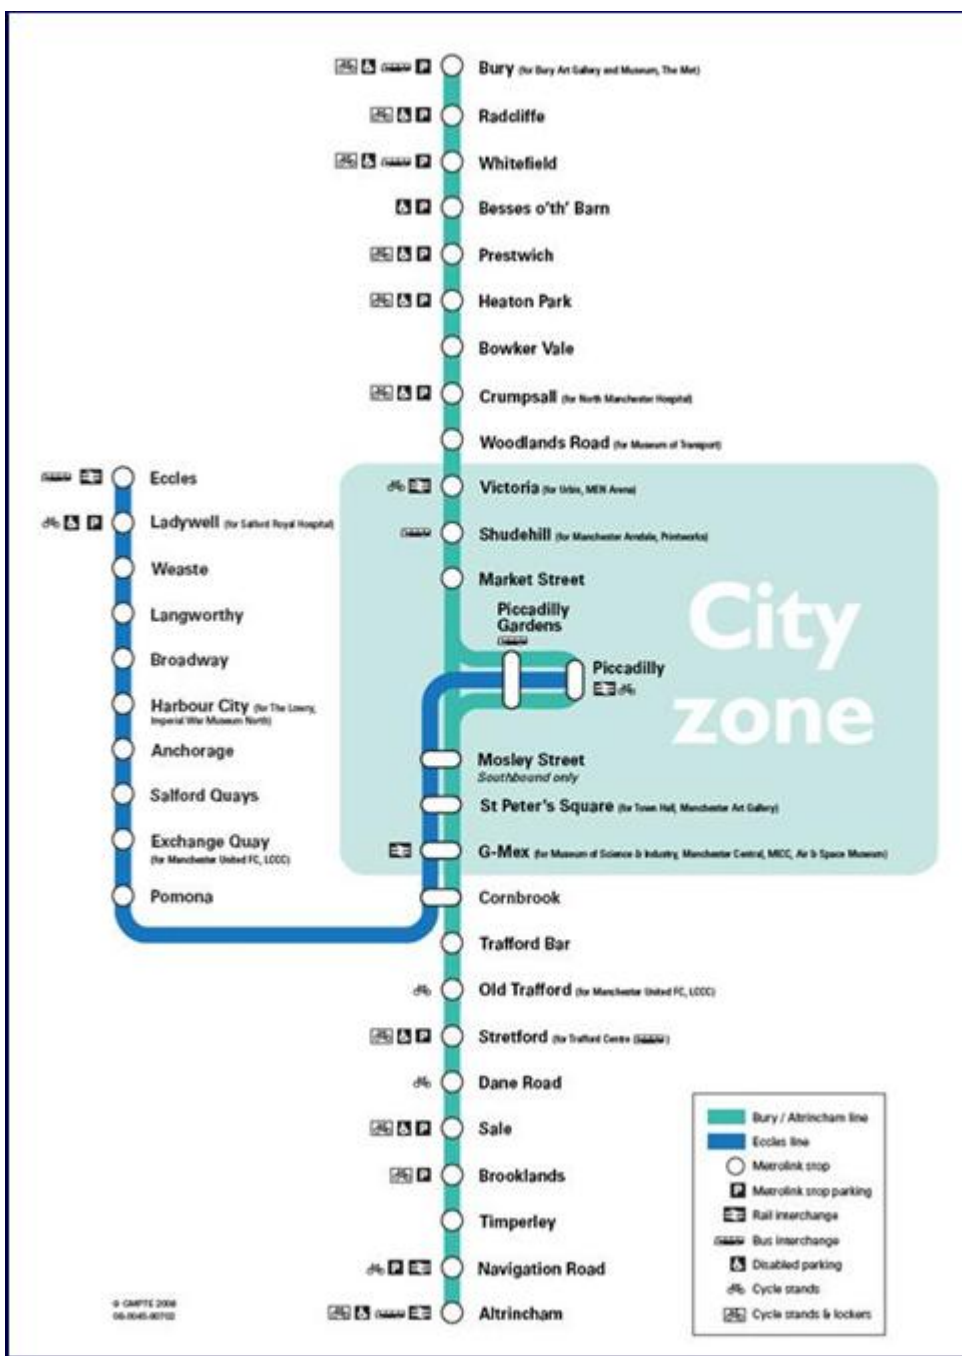 Bury (for Bury Art Gallery and Museum, The Met)
Radcliffe
Whitefield
Besses o'th' Barn
Prestwich
Heaton Park
Bowker Vale
Crumpsall (for North Manchester Hospital)
Woodlands Road (for Museum of Transport)
Victoria (for Urbis, MEN Arena)
Shudehill (for Manchester Arndale, Printworks)
Market Street
Piccadilly
Gardens
Piccadilly
City
zone
Mosley Street
Southbound only
St Peter's Square (for Town Hall, Manchester Art Gallery)
G-Mex (for Museum of Science & Industry, Manchester Central, MICC, Air & Space Museum)
Cornbrook
Trafford Bar
Old Trafford (for Manchester United FC, LCCC)
Stretford (for Trafford Centre )
Dane Road
Sale
Brooklands
Timperley
Navigation Road
Altrincham
Eccles
Ladywell (for Salford Royal Hospital)
Weaste
Langworthy
Broadway
Harbour City (for The Lowry,
Imperial War Museum North)
Anchorage
Salford Quays
Exchange Quay
(for Manchester United FC, LCCC)
Pomona
Bury / Altrincham line
Eccles line
Metrolink stop
P Metrolink stop parking
Rail interchange
Bus interchange
Disabled parking
Cycle stands
Cycle stands & lockers
© GMPTE 2008